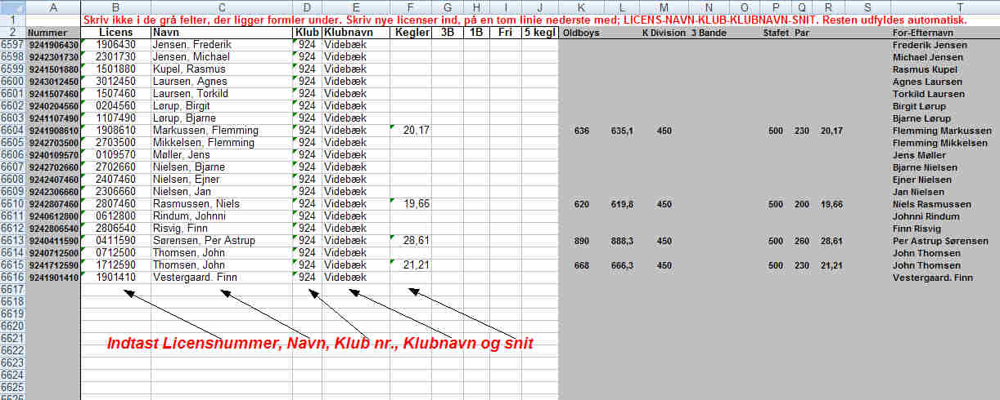 A B C D E F G H I J K L M N O P Q R S T
1 Skriv ikke i de grå felter, der ligger formler under. Skriv nye licenser ind, på en tom linie nederste med; LICENS-NAVN-KLUB-KLUBNAVN-SNIT. Resten udfyldes automatisk.
2 Nummer Licens Navn Klub Klubnavn Kegler 3B 1B Fri 5 kegl Oldboys K Division 3 Bande Stafet Par For-Efternavn
6597 9241906430 1906430 Jensen, Frederik 924 Videbæk Frederik Jensen
6598 9242301730 2301730 Jensen, Michael 924 Videbæk Michael Jensen
6599 9241501880 1501880 Kupel, Rasmus 924 Videbæk Rasmus Kupel
6600 9243012450 3012450 Laursen, Agnes 924 Videbæk Agnes Laursen
6601 9241507460 1507460 Laursen, Torkild 924 Videbæk Torkild Laursen
6602 9240204560 0204560 Lørup, Birgit 924 Videbæk Birgit Lørup
6603 9241107490 1107490 Lørup, Bjarne 924 Videbæk Bjarne Lørup
6604 9241908610 1908610 Markussen, Flemming 924 Videbæk 20,17 636 635,1 450 500 230 20,17 Flemming Markussen
6605 9242703500 2703500 Mikkelsen, Flemming 924 Videbæk Flemming Mikkelsen
6606 9240109570 0109570 Møller, Jens 924 Videbæk Jens Møller
6607 9242702660 2702660 Nielsen, Bjarne 924 Videbæk Bjarne Nielsen
6608 9242407460 2407460 Nielsen, Ejner 924 Videbæk Ejner Nielsen
6609 9242306660 2306660 Nielsen, Jan 924 Videbæk Jan Nielsen
6610 9242807460 2807460 Rasmussen, Niels 924 Videbæk 19,66 620 619,8 450 500 200 19,66 Niels Rasmussen
6611 9240612800 0612800 Rindum, Johnni 924 Videbæk Johnni Rindum
6612 9242806540 2806540 Risvig, Finn 924 Videbæk Finn Risvig
6613 9240411590 0411590 Sørensen, Per Astrup 924 Videbæk 28,61 890 888,3 450 500 260 28,61 Per Astrup Sørensen
6614 9240712500 0712500 Thomsen, John 924 Videbæk John Thomsen
6615 9241712590 1712590 Thomsen, John 924 Videbæk 21,21 668 666,3 450 500 230 21,21 John Thomsen
6616 9241901410 1901410 Vestergaard. Finn 924 Videbæk Vestergaard. Finn
6617
6618
6619
6620
6621
Indtast Licensnummer, Navn, Klub nr., Klubnavn og snit
6622
6623
6624
6625
6626